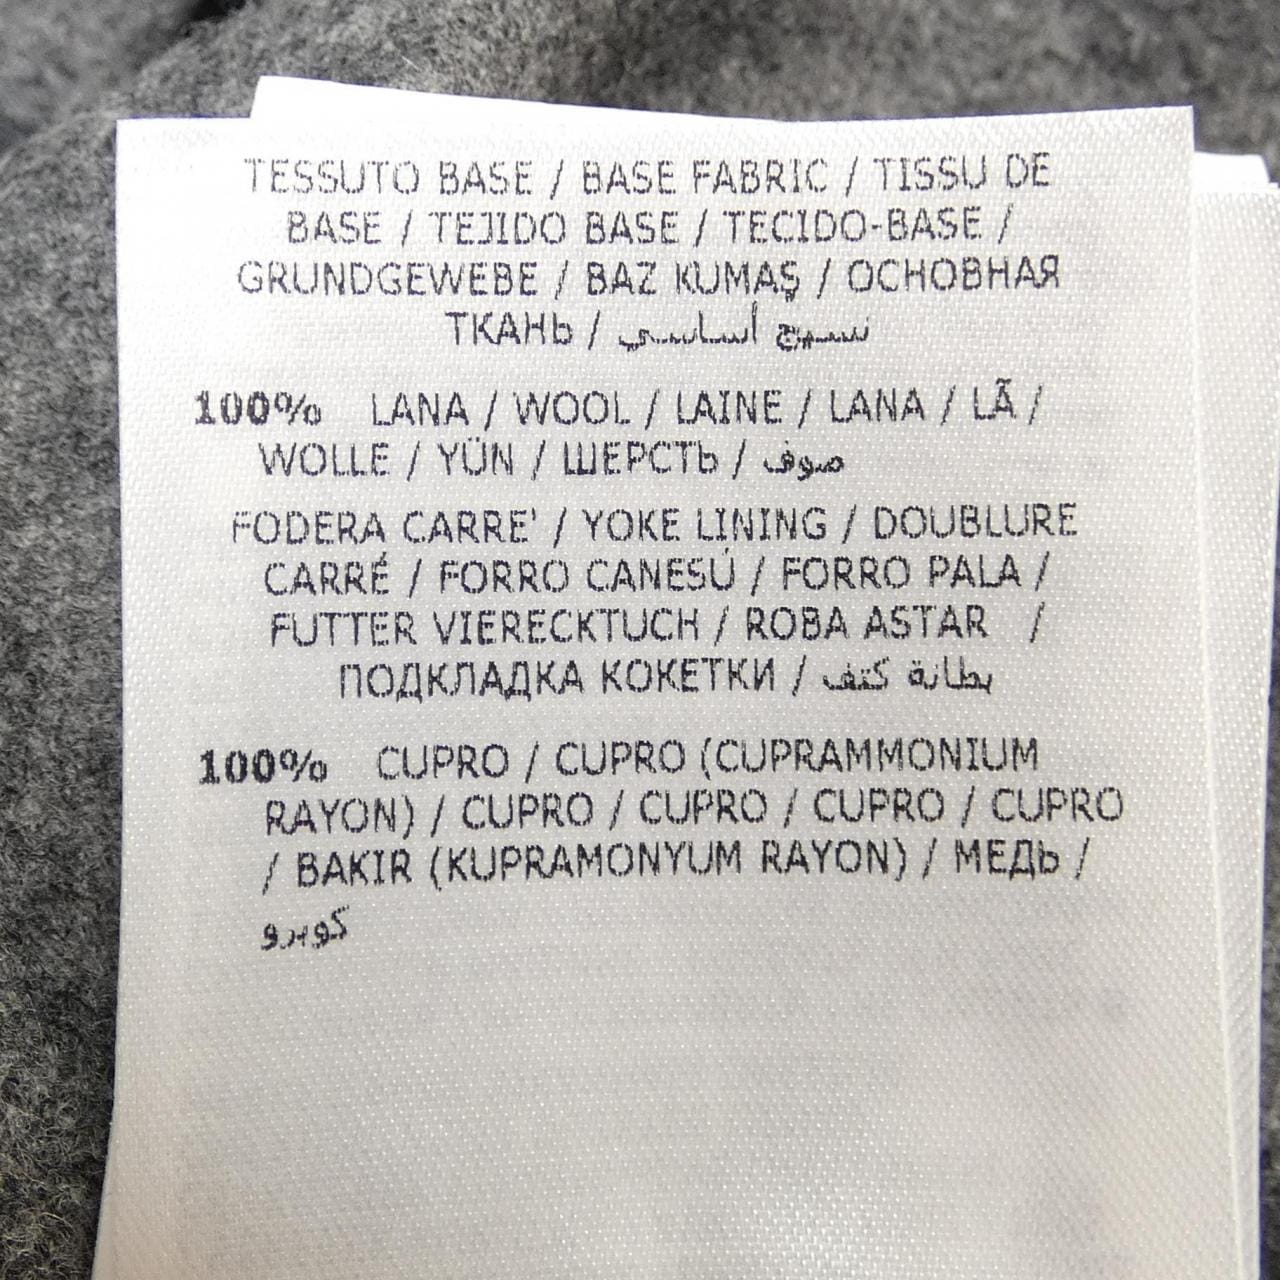 TESSUTO BASE / BASE FABRIC / TISSU DE
BASE / TEJIDO BASE / TECIDO-BASE /
GRUNDGEWEBE / BAZ KUMAŞ / ОСНОВНАЯ
ТКАНЬ / نسيج أساسي
100% LANA / WOOL / LAINE / LANA / LÃ /
WOLLE / YÜN / ШЕРСТЬ / صوف
FODERA CARRE' / YOKE LINING / DOUBLURE
CARRÉ / FORRO CANESÚ / FORRO PALA /
FUTTER VIERECKTUCH / ROBA ASTAR /
ПОДКЛАДКА КОКЕТКИ / بطانة كتف
100% CUPRO / CUPRO (CUPRAMMONIUM
RAYON) / CUPRO / CUPRO / CUPRO / CUPRO
/ BAKIR (KUPRAMONYUM RAYON) / МЕДЬ /
كوبرو